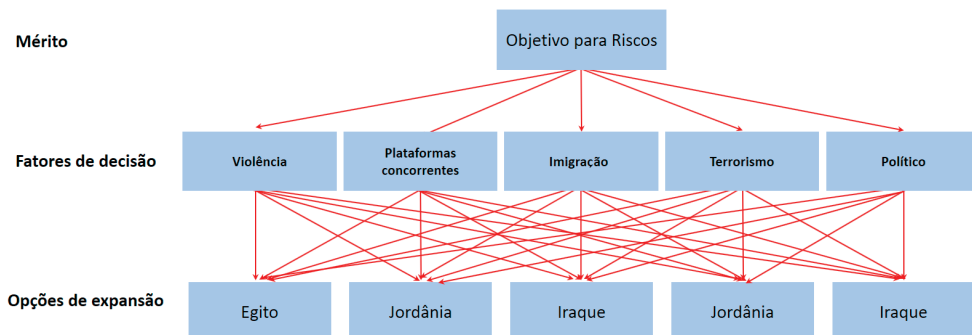 Mérito
Objetivo para Riscos
Fatores de decisão
Violência
Plataformas
concorrentes
Imigração
Terrorismo
Político
Opções de expansão
Egito
Jordânia
Iraque
Jordânia
Iraque